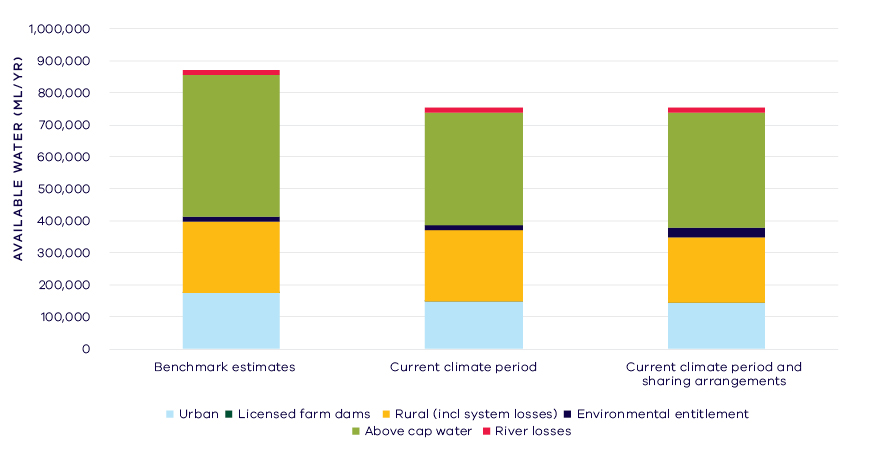 AVAILABLE WATER (ML/YR)
1,000,000
900,000
800,000
700,000
600,000
500,000
400,000
300,000
200,000
100,000
0
Benchmark estimates
Current climate period
Current climate period and
sharing arrangements
Urban
Licensed farm dams
Rural (incl system losses)
Environmental entitlement
Above cap water
River losses